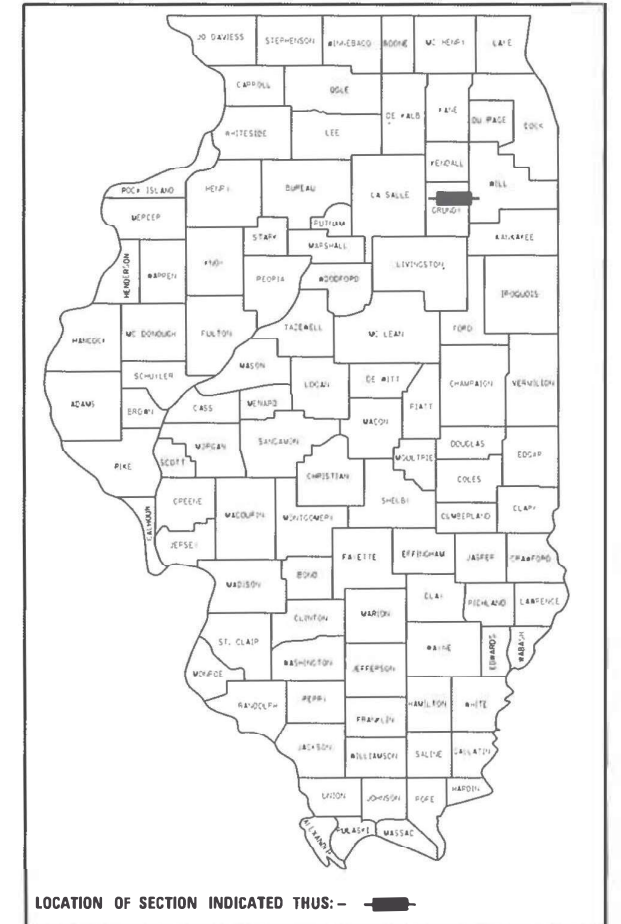 JO DAVIESS STEPHENSON WINNEBAGO BOONE MC HENRY LAKE
CARROLL OGLE DE KALB KANE DU PAGE COOK
WHITESIDE LEE
KENDALL
ROCK ISLAND HENRY BUREAU LA SALLE WILL
GRUNDY
MERCER PUTNAM
STARK KANKAKEE
MARSHALL
HENDERSON WARREN KNOX PEORIA WOODFORD LIVINGSTON
IROQUOIS
HANCOCK MC DONOUGH FULTON TAZEWELL MC LEAN FORD
MASON
SCHUYLER LOGAN DE WITT CHAMPAIGN VERMILION
ADAMS BROWN CASS MENARD PIATT
MACON
MORGAN SANGAMON DOUGLAS
PIKE SCOTT CHRISTIAN MOULTRIE EDGAR
COLES
GREENE SHELBY
CALHOUN MACOUPIN MONTGOMERY CUMBERLAND CLARK
JERSEY
FAYETTE EFFINGHAM JASPER CRAWFORD
MADISON BOND
CLAY RICHLAND LAWRENCE
CLINTON MARION
ST. CLAIR WAYNE EDWARDS WABASH
WASHINGTON JEFFERSON
MONROE
RANDOLPH PERRY HAMILTON WHITE
FRANKLIN
JACKSON WILLIAMSON SALINE GALLATIN
UNION JOHNSON POPE HARDIN
ALEXANDER PULASKI MASSAC
LOCATION OF SECTION INDICATED THUS: -